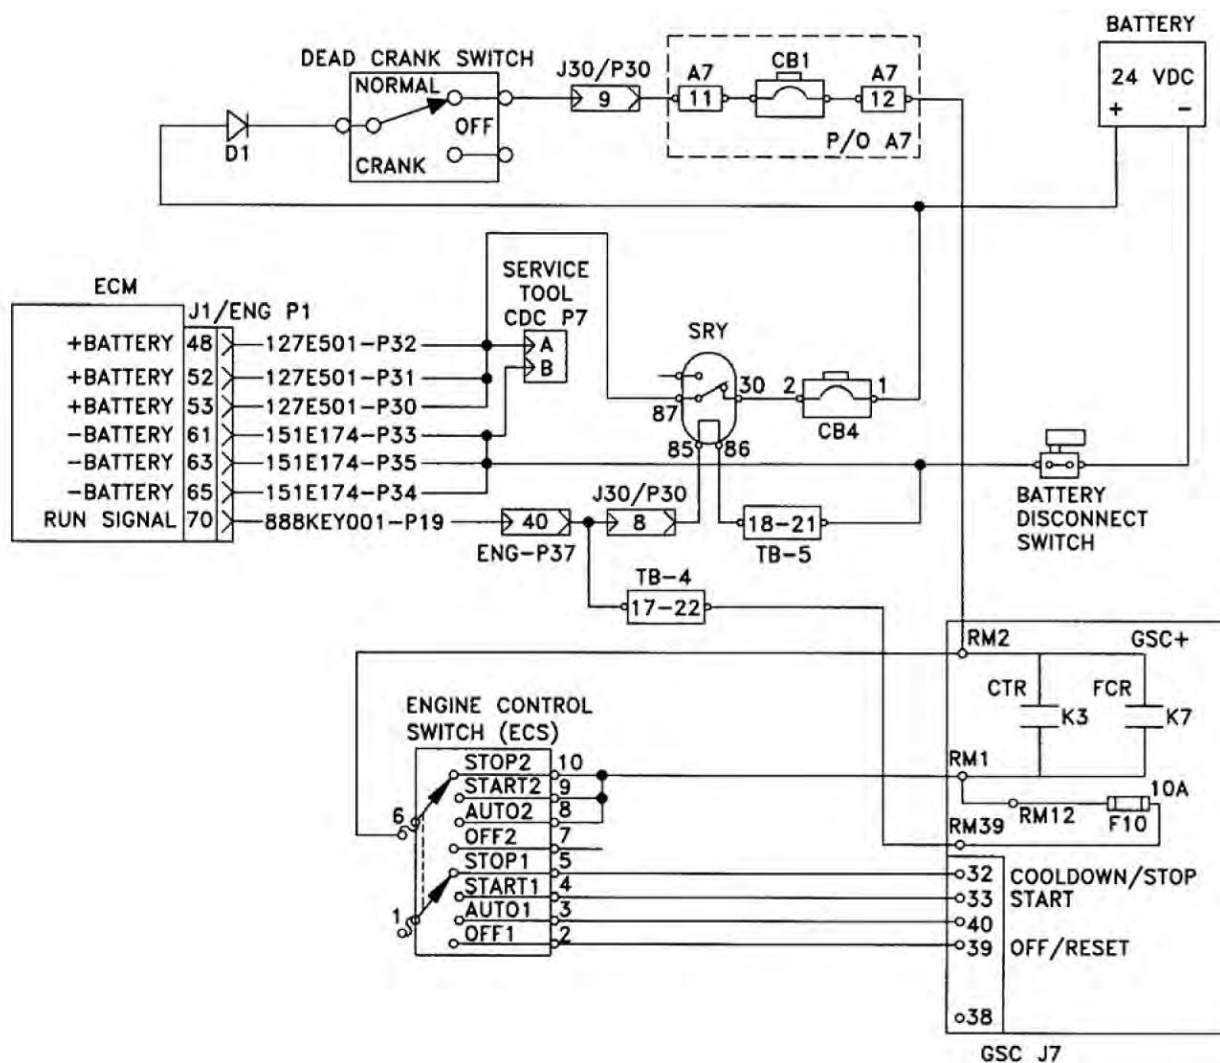 BATTERY
24 VDC
+ −
DEAD CRANK SWITCH
NORMAL
OFF
CRANK
D1
J30/P30
9
A7
11
CB1
A7
12
P/O A7
ECM
J1/ENG P1
+BATTERY 48 127E501-P32
+BATTERY 52 127E501-P31
+BATTERY 53 127E501-P30
−BATTERY 61 151E174-P33
−BATTERY 63 151E174-P35
−BATTERY 65 151E174-P34
RUN SIGNAL 70 888KEY001-P19
SERVICE
TOOL
CDC P7
A
B
SRY
30
87
85
86
2
1
CB4
40
ENG-P37
J30/P30
8
18-21
TB-5
BATTERY
DISCONNECT
SWITCH
TB-4
17-22
RM2
GSC+
CTR
K3
FCR
K7
RM1
RM12
10A
F10
RM39
ENGINE CONTROL
SWITCH (ECS)
6
STOP2 10
START2 9
AUTO2 8
OFF2 7
STOP1 5
START1 4
1
AUTO1 3
OFF1 2
32 COOLDOWN/STOP
33 START
40
39 OFF/RESET
38
GSC J7